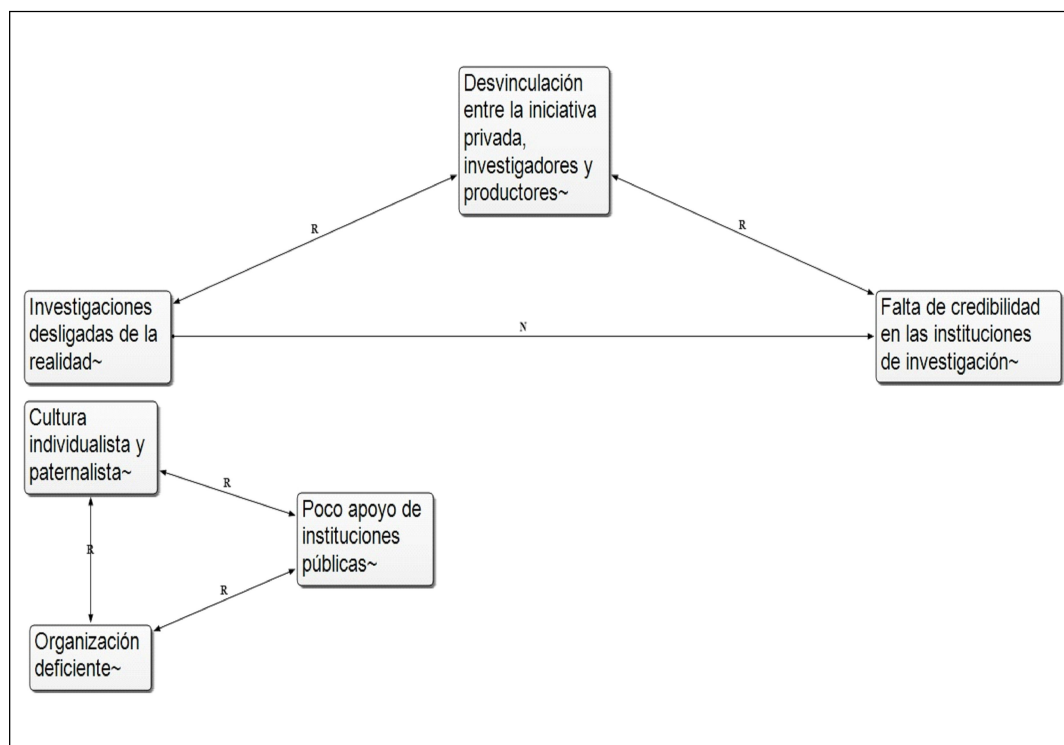 Desvinculación
entre la iniciativa
privada,
investigadores y
productores~
R
R
Investigaciones
desligadas de la
realidad~
N
Falta de credibilidad
en las instituciones
de investigación~
Cultura
individualista y
paternalista~
R
Poco apoyo de
instituciones
públicas~
R
R
Organización
deficiente~